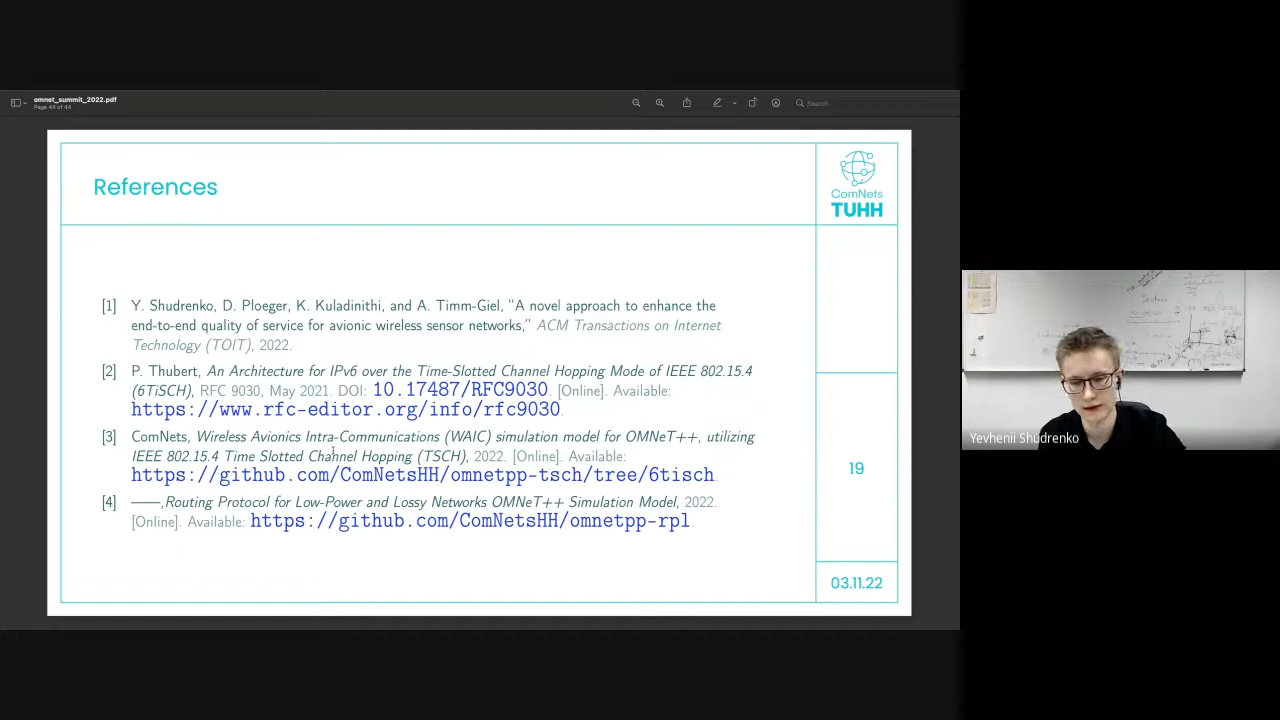 omnet_summit_2022.pdf
Page 44 of 44
Search
References
ComNets
TUHH
[1] Y. Shudrenko, D. Ploeger, K. Kuladinithi, and A. Timm-Giel, “A novel approach to enhance the
end-to-end quality of service for avionic wireless sensor networks,” ACM Transactions on Internet
Technology (TOIT), 2022.
[2] P. Thubert, An Architecture for IPv6 over the Time-Slotted Channel Hopping Mode of IEEE 802.15.4
(6TiSCH), RFC 9030, May 2021. DOI: 10.17487/RFC9030. [Online]. Available:
https://www.rfc-editor.org/info/rfc9030.
[3] ComNets, Wireless Avionics Intra-Communications (WAIC) simulation model for OMNeT++, utilizing
IEEE 802.15.4 Time Slotted Channel Hopping (TSCH), 2022. [Online]. Available:
https://github.com/ComNetsHH/omnetpp-tsch/tree/6tisch.
[4] ——,Routing Protocol for Low-Power and Lossy Networks OMNeT++ Simulation Model, 2022.
[Online]. Available: https://github.com/ComNetsHH/omnetpp-rpl.
19
03.11.22
Yevhenii Shudrenko